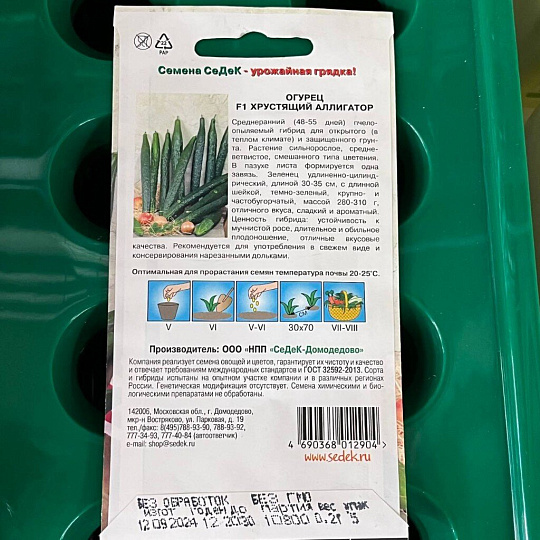 22
PAP
Семена СеДеК - урожайная грядка!
ОГУРЕЦ
F1 ХРУСТЯЩИЙ АЛЛИГАТОР
Среднеранний (48-55 дней) пчело-
опыляемый гибрид для открытого (в
теплом климате) и защищенного грун-
та. Растение сильнорослое, средне-
ветвистое, смешанного типа цветения.
В пазухе листа формируется одна
завязь. Зеленец удлиненно-цилинд-
рический, длиной 30-35 см, с длинной
шейкой, темно-зеленый, крупно- и
частобугорчатый, массой 280-310 г,
отличного вкуса, сладкий и ароматный.
Ценность гибрида: устойчивость к
мучнистой росе, длительное и обильное
плодоношение, отличные вкусовые
качества. Рекомендуется для употребления в свежем виде и
консервирования нарезанными дольками.
Оптимальная для прорастания семян температура почвы 20-25°С.
СМ
V VI V-VI 30x70 VII-VIII
Производитель: ООО «НПП «СеДеК-Домодедово»
Компания реализует семена овощей и цветов, гарантирует их чистоту и качество
и отвечает требованиям международных стандартов и ГОСТ 32592-2013. Сорта
и гибриды испытаны на опытном участке компании и в различных регионах
России. Генетическая модификация отсутствует. Семена химическими и био-
логическими препаратами не обработаны.
142006, Московская обл., г. Домодедово,
мкр-н Востряково, ул. Парковая, д. 19
тел./факс: 8(495)788-93-90, 788-93-92,
777-34-93, 777-40-84 (автоответчик)
e-mail: shop@sedek.ru
4 690368 012904
www.sedek.ru
БЕЗ ОБРАБОТОК БЕЗ ГМО
изгот годен до партия вес упак
12 09 2024 12 2030 10800 0.2г 5